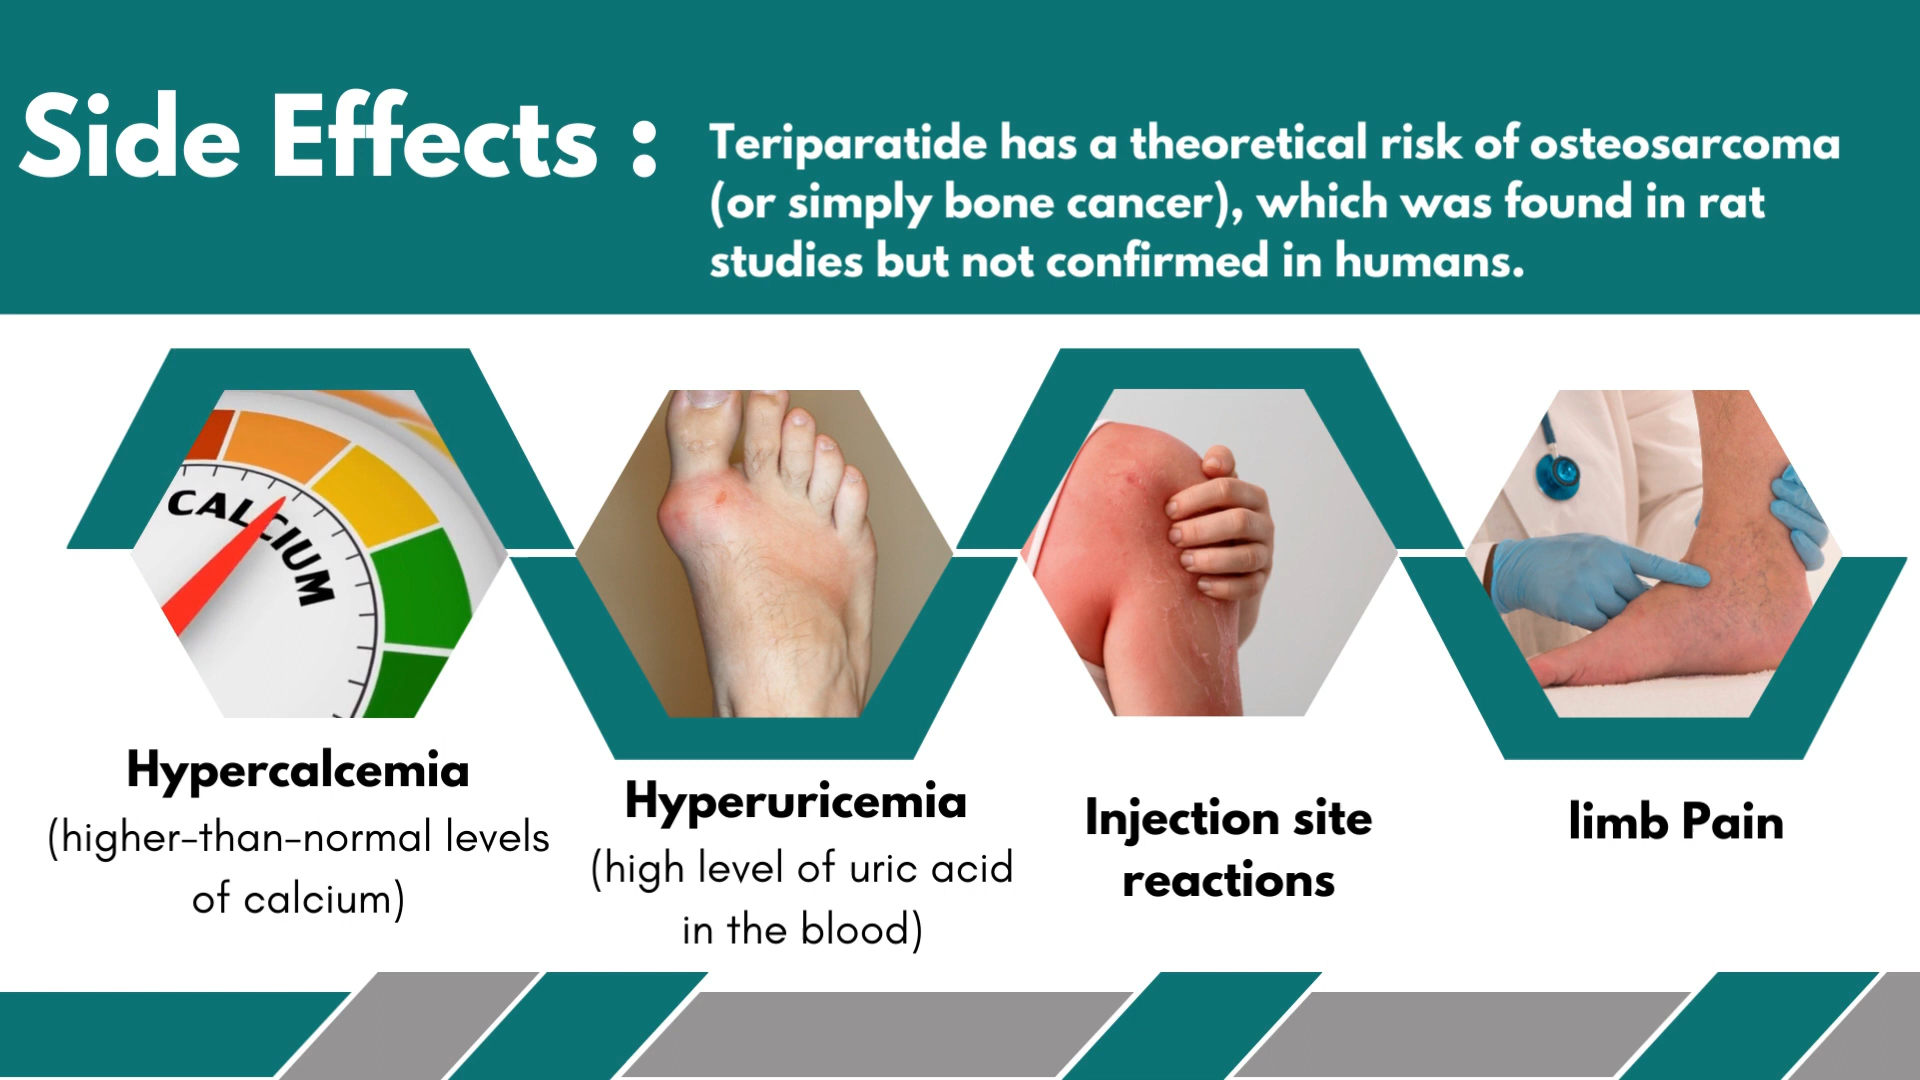 Side Effects :
Teriparatide has a theoretical risk of osteosarcoma
(or simply bone cancer), which was found in rat
studies but not confirmed in humans.
CALCIUM
Hypercalcemia
(higher-than-normal levels
of calcium)
Hyperuricemia
(high level of uric acid
in the blood)
Injection site
reactions
limb Pain